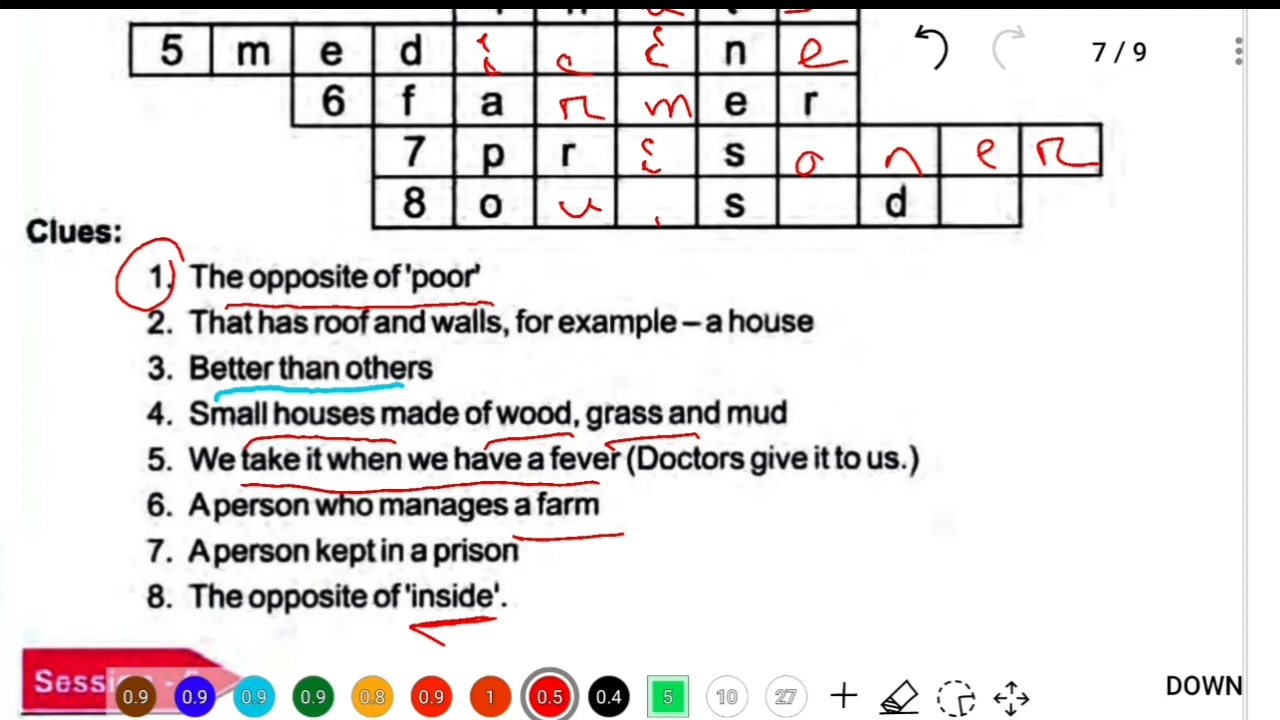 5 m e d i c i n e
7 / 9
6 f a r m e r
7 p r i s o n e r
8 o u s d
Clues:
1. The opposite of 'poor'
2. That has roof and walls, for example – a house
3. Better than others
4. Small houses made of wood, grass and mud
5. We take it when we have a fever (Doctors give it to us.)
6. A person who manages a farm
7. A person kept in a prison
8. The opposite of 'inside'.
0.9 0.9 0.9 0.9 0.8 0.9 1 0.5 0.4 5 10 27
DOWN